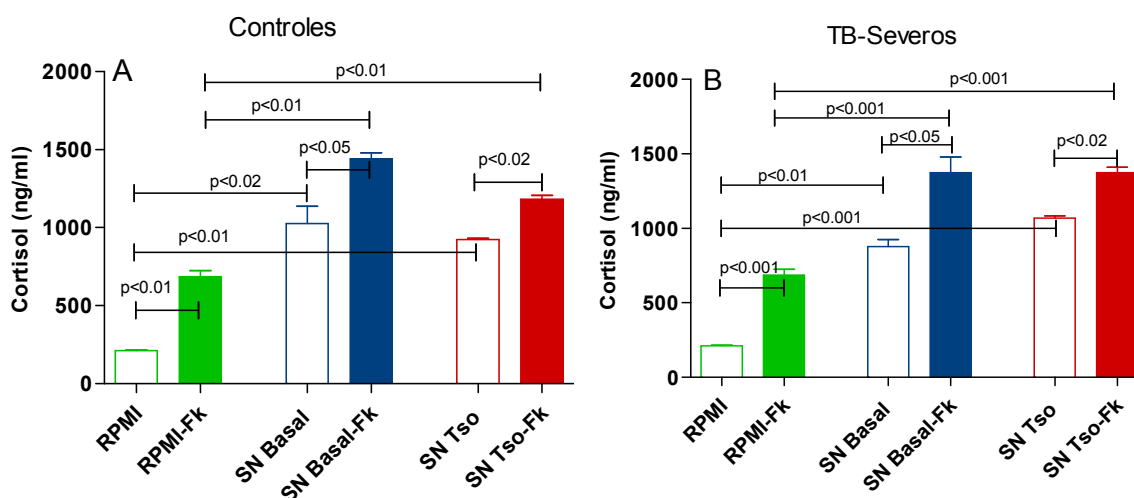 Controles
A
Cortisol (ng/ml)
2000
1500
1000
500
0
p<0.01
p<0.01
p<0.05
p<0.02
p<0.02
p<0.01
p<0.01
RPMI
RPMI-Fk
SN Basal
SN Basal-Fk
SN Tso
SN Tso-Fk
TB-Severos
B
Cortisol (ng/ml)
2000
1500
1000
500
0
p<0.001
p<0.001
p<0.05
p<0.02
p<0.01
p<0.001
p<0.001
RPMI
RPMI-Fk
SN Basal
SN Basal-Fk
SN Tso
SN Tso-Fk